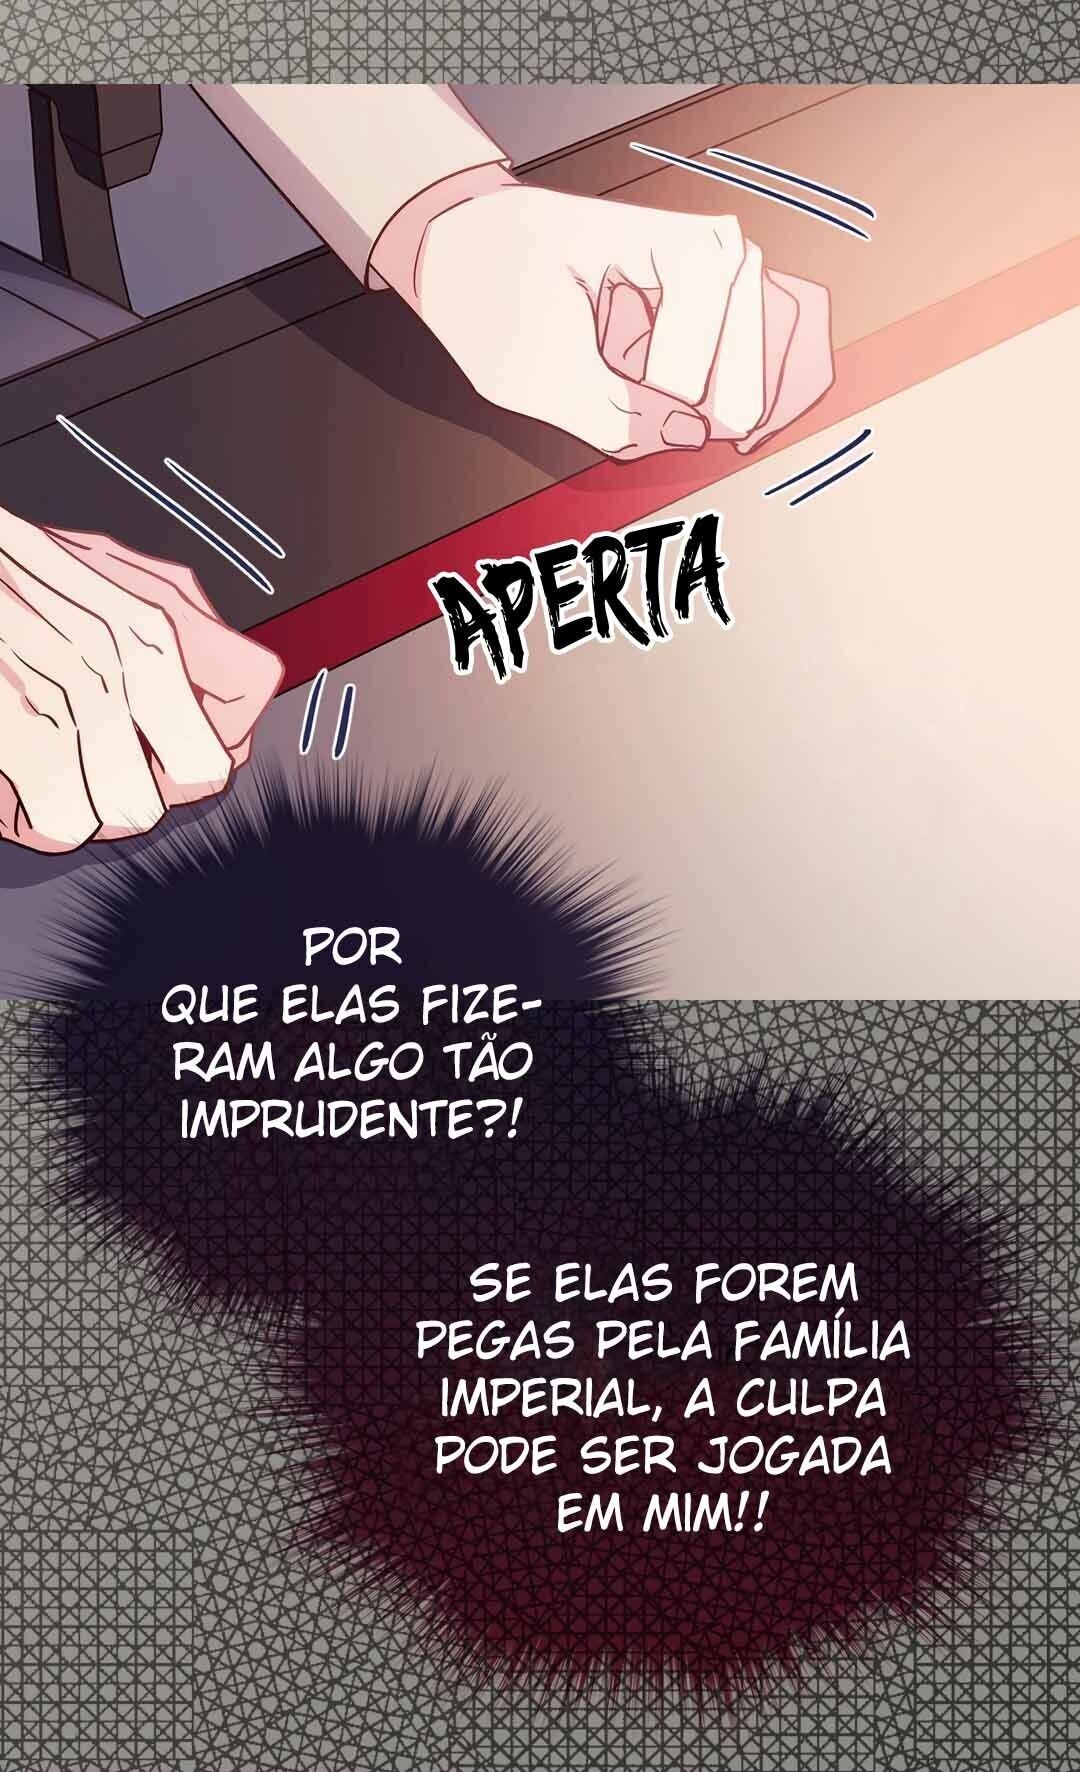 APERTA
POR
QUE ELAS FIZE-
RAM ALGO TÃO
IMPRUDENTE?!
SE ELAS FOREM
PEGAS PELA FAMÍLIA
IMPERIAL, A CULPA
PODE SER JOGADA
EM MIM!!